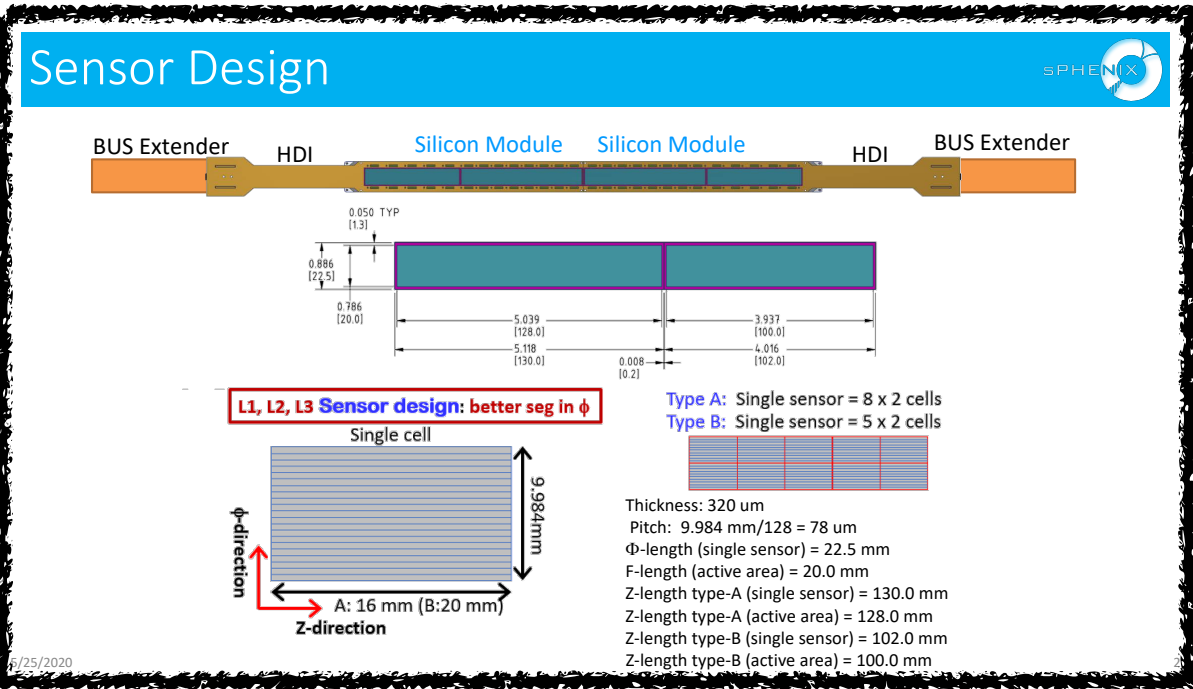 Sensor Design
sPHENIX
BUS Extender
HDI
Silicon Module
Silicon Module
HDI
BUS Extender
0.050 TYP
[1.3]
0.886
[22.5]
0.786
[20.0]
5.039
[128.0]
3.937
[100.0]
5.118
[130.0]
0.008
[0.2]
4.016
[102.0]
L1, L2, L3 Sensor design: better seg in ϕ
Single cell
9.984mm
ϕ-direction
A: 16 mm (B:20 mm)
Z-direction
Type A: Single sensor = 8 x 2 cells
Type B: Single sensor = 5 x 2 cells
Thickness: 320 um
Pitch: 9.984 mm/128 = 78 um
Φ-length (single sensor) = 22.5 mm
F-length (active area) = 20.0 mm
Z-length type-A (single sensor) = 130.0 mm
Z-length type-A (active area) = 128.0 mm
Z-length type-B (single sensor) = 102.0 mm
Z-length type-B (active area) = 100.0 mm
5/25/2020
2